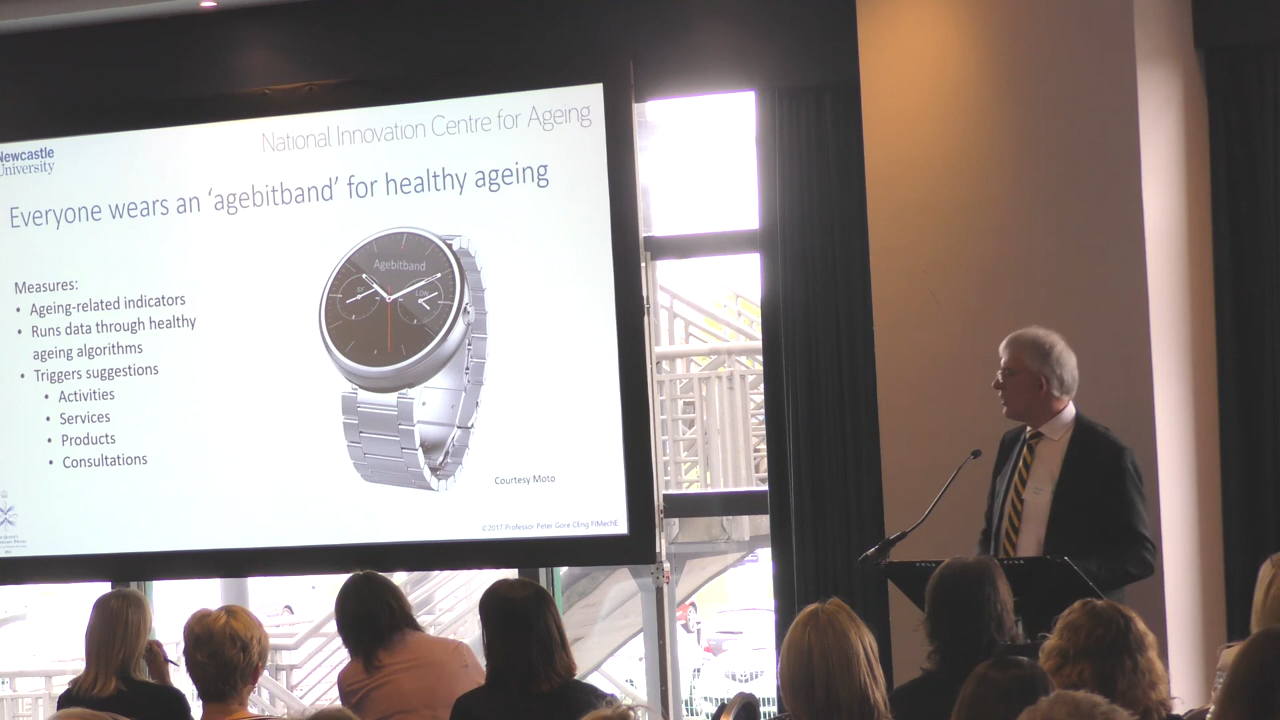 Newcastle
University
National Innovation Centre for Ageing
Everyone wears an ‘agebitband’ for healthy ageing
Measures:
• Ageing-related indicators
• Runs data through healthy
ageing algorithms
• Triggers suggestions
• Activities
• Services
• Products
• Consultations
Agebitband
LON
Courtesy Moto
©2017 Professor Peter Gore CEng FIMechE